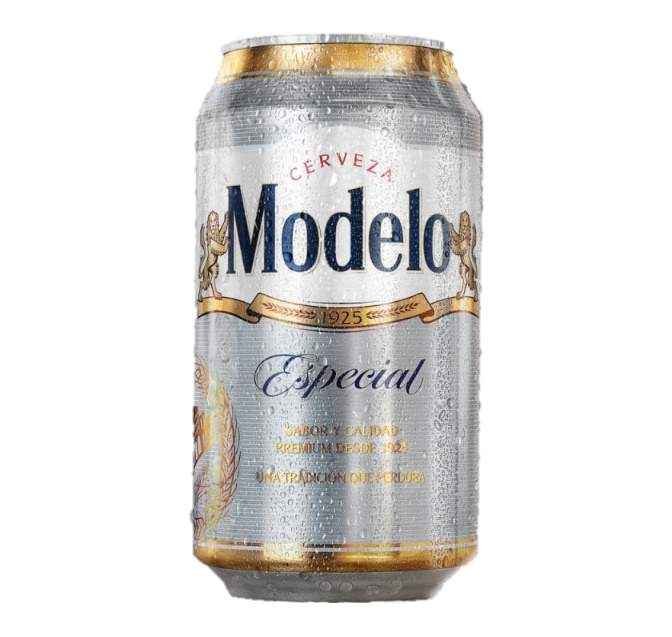 CERVEZA
Modelo
1925
Especial
SABOR Y CALIDAD
PREMIUM DESDE 1925
UNA TRADICIÓN QUE PERDURA